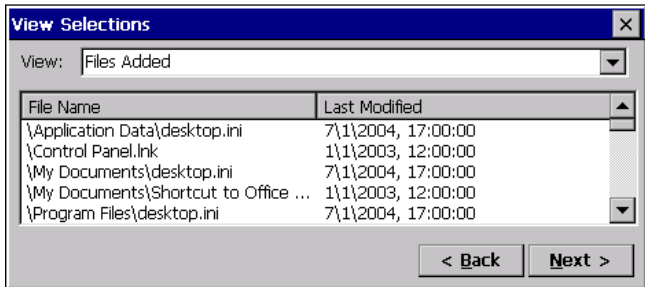 View Selections
View: Files Added
File Name Last Modified
\Application Data\desktop.ini 7\1\2004, 17:00:00
\Control Panel.lnk 1\1\2003, 12:00:00
\My Documents\desktop.ini 7\1\2004, 17:00:00
\My Documents\Shortcut to Office ... 1\1\2003, 12:00:00
\Program Files\desktop.ini 7\1\2004, 17:00:00
< Back Next >